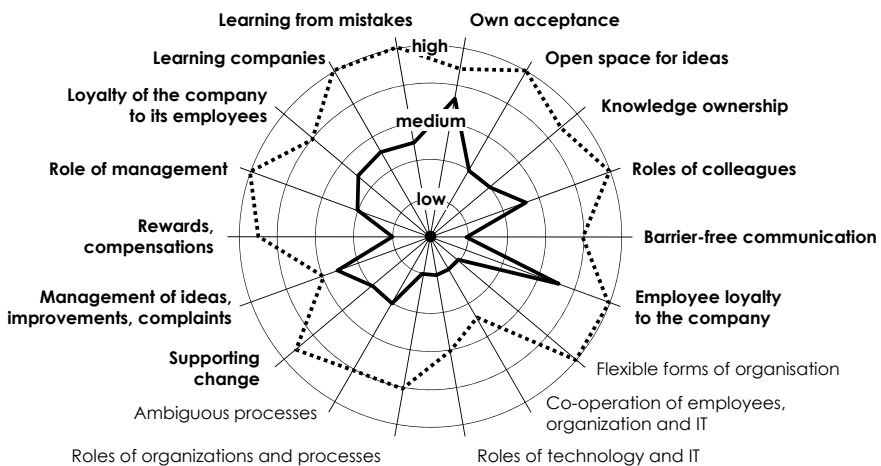 Learning from mistakes
Own acceptance
high
Learning companies
Open space for ideas
Loyalty of the company
to its employees
Knowledge ownership
medium
Role of management
Roles of colleagues
low
Rewards,
compensations
Barrier-free communication
Management of ideas,
improvements, complaints
Employee loyalty
to the company
Supporting
change
Flexible forms of organisation
Ambiguous processes
Co-operation of employees,
organization and IT
Roles of organizations and processes
Roles of technology and IT